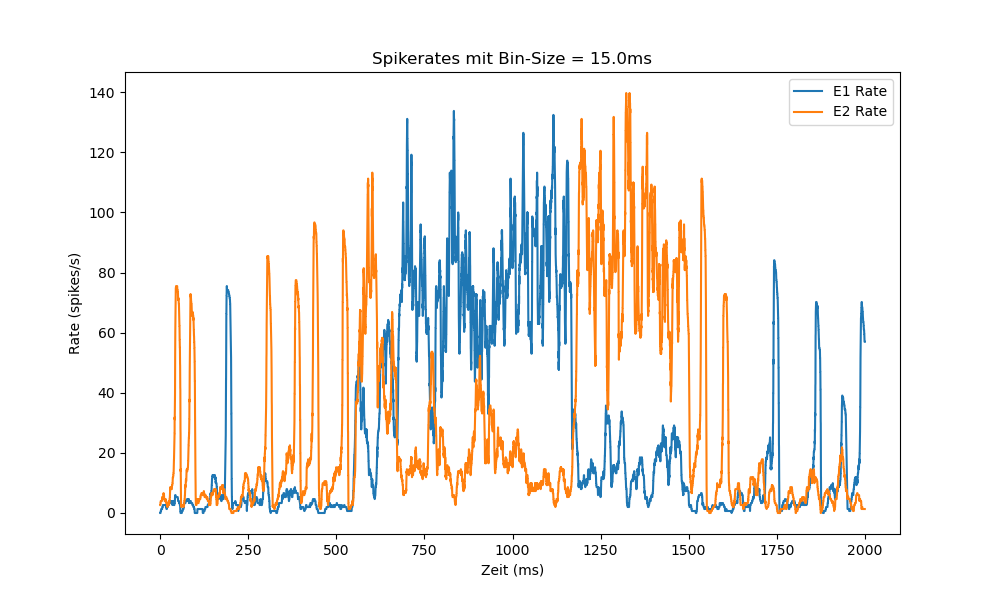 Spikerates mit Bin-Size = 15.0ms
E1 Rate
E2 Rate
Rate (spikes/s)
140
120
100
80
60
40
20
0
0 250 500 750 1000 1250 1500 1750 2000
Zeit (ms)